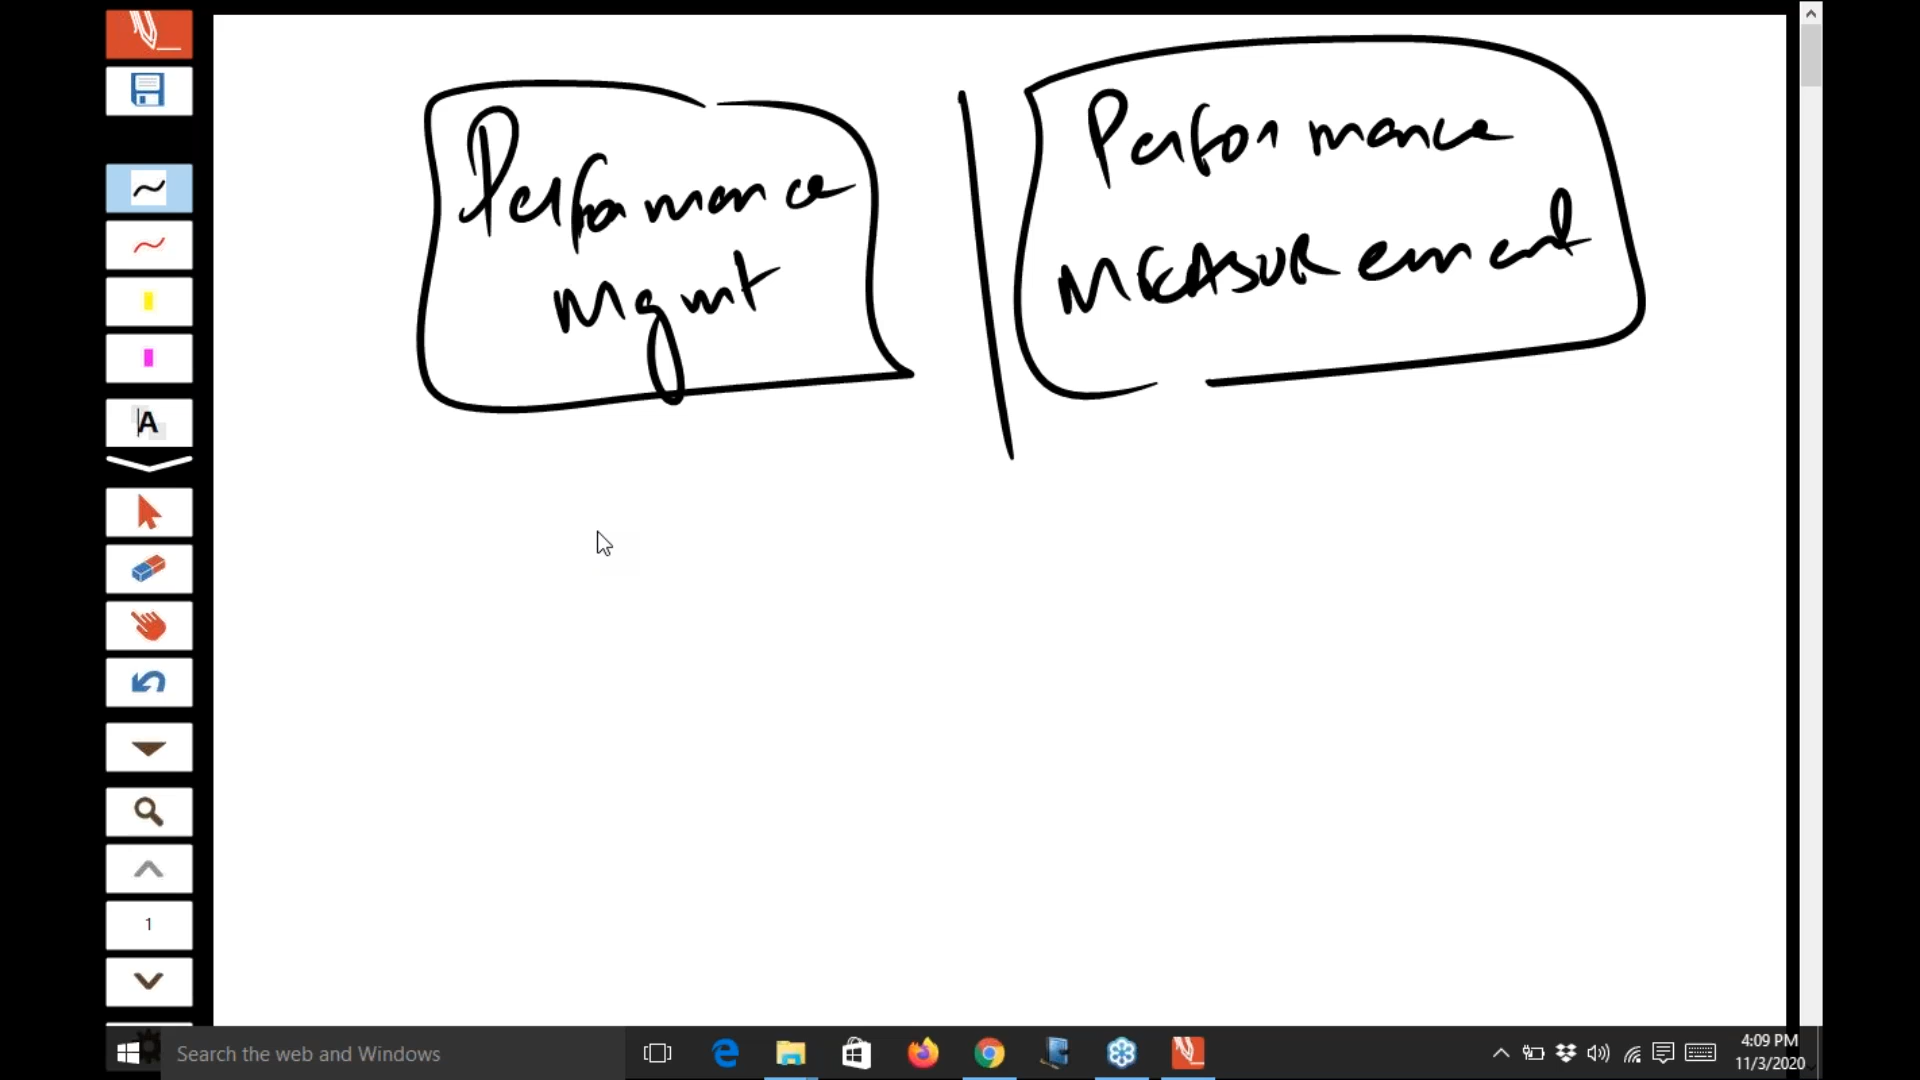 Performance
Mgmt
Performance
MEASURement
A
1
Search the web and Windows
4:09 PM
11/3/2020